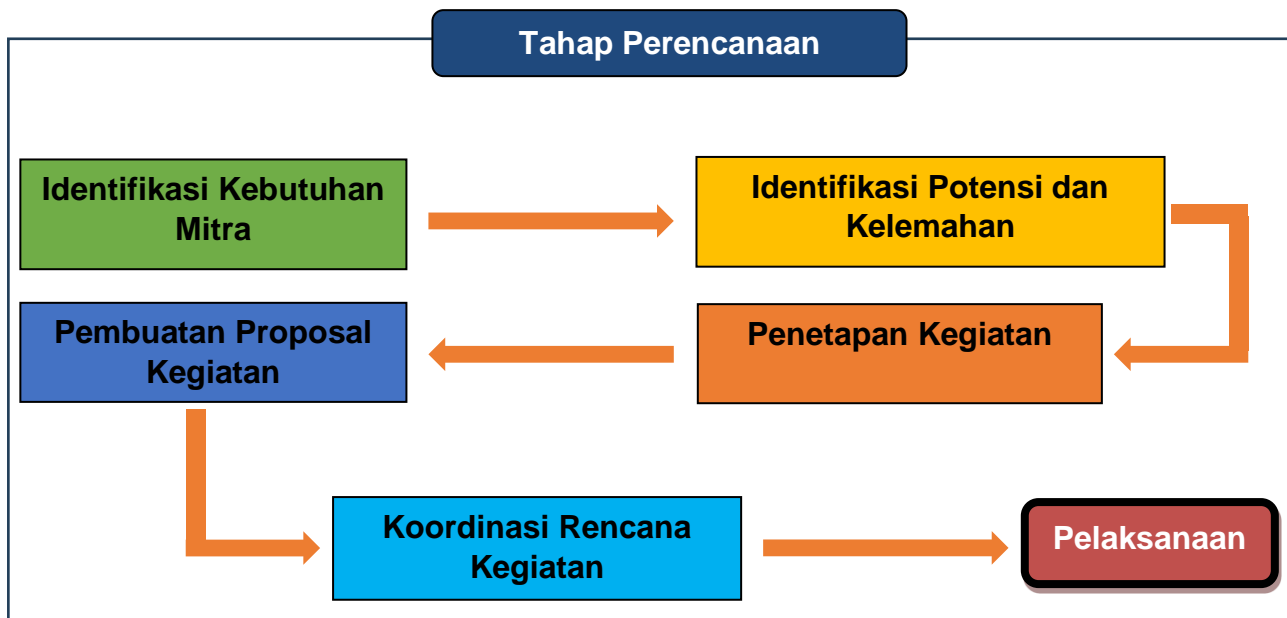 Tahap Perencanaan
Identifikasi Kebutuhan
Mitra
Identifikasi Potensi dan
Kelemahan
Penetapan Kegiatan
Pembuatan Proposal
Kegiatan
Koordinasi Rencana
Kegiatan
Pelaksanaan